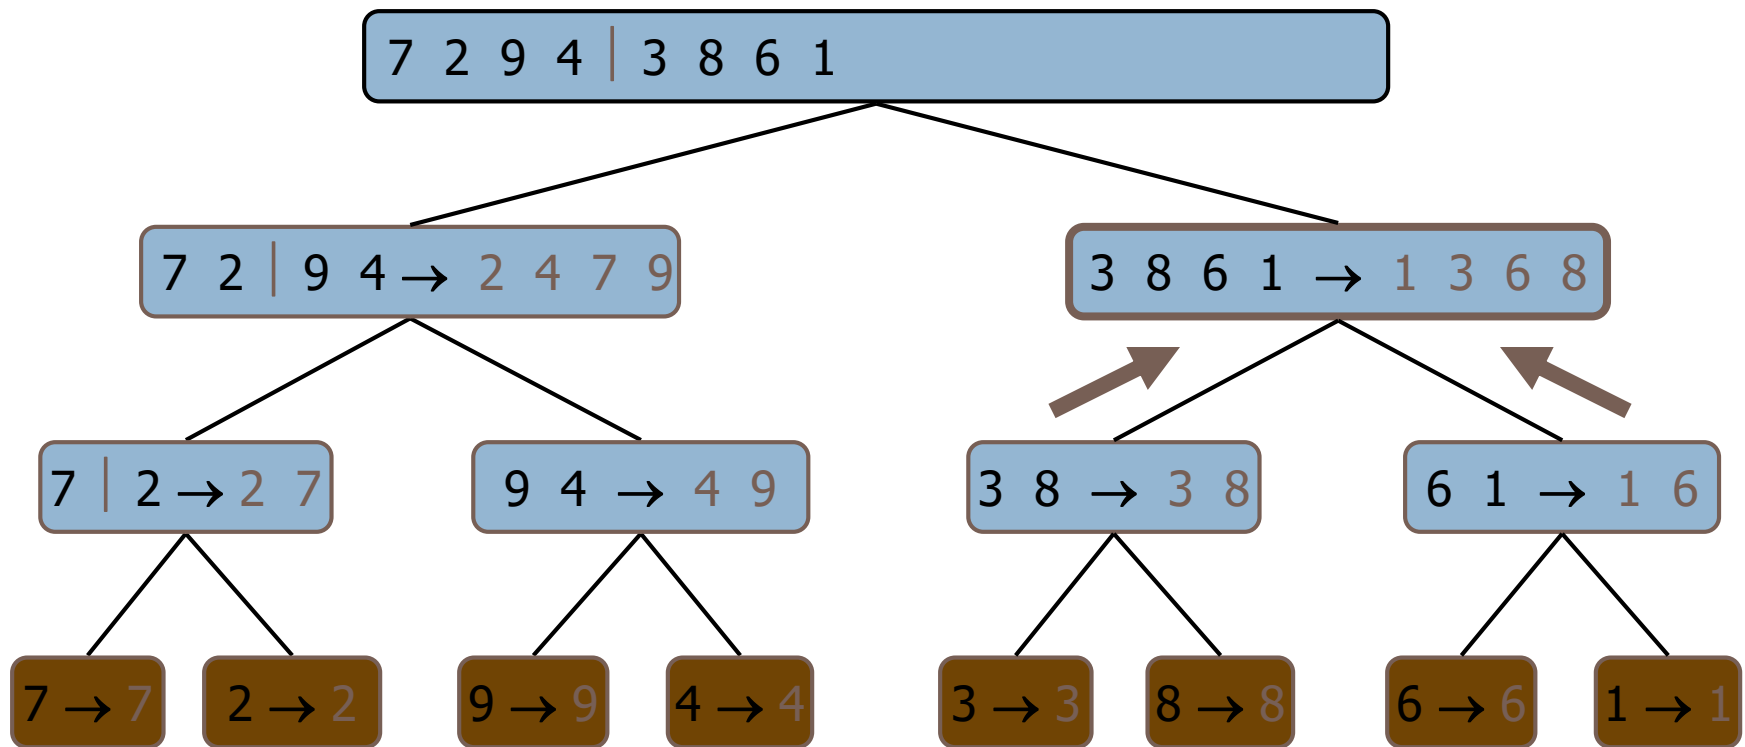 7 2 9 4 | 3 8 6 1
7 2 | 9 4 → 2 4 7 9
3 8 6 1 → 1 3 6 8
7 | 2 → 2 7
9 4 → 4 9
3 8 → 3 8
6 1 → 1 6
7 → 7
2 → 2
9 → 9
4 → 4
3 → 3
8 → 8
6 → 6
1 → 1